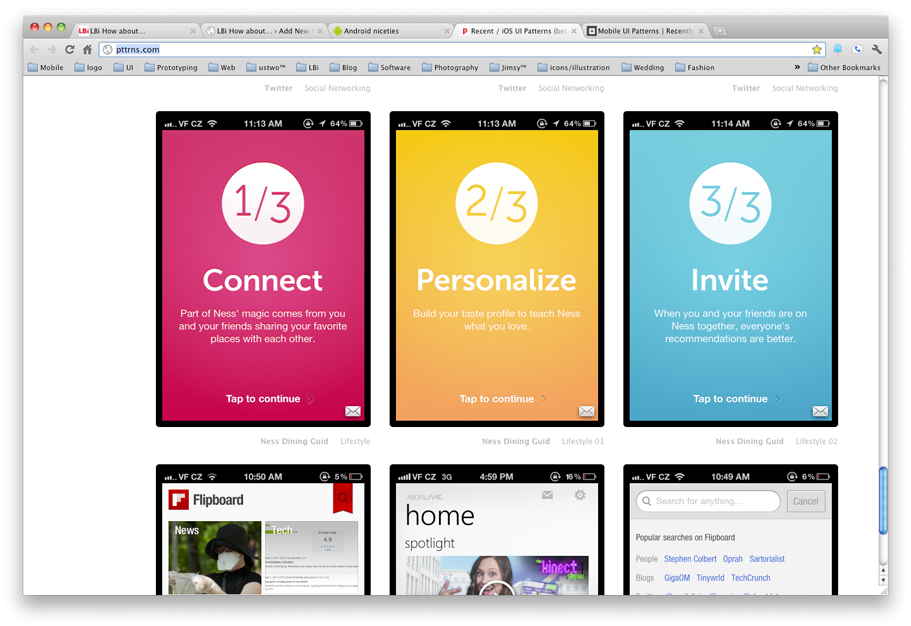 LBi LBi How about...
LBi How about... › Add New
Android niceties
Recent / iOS UI Patterns (bet
Mobile UI Patterns | Recently
pttrns.com
Mobile logo UI Prototyping Web ustwo™ LBi Blog Software Photography Jimsy™ icons/illustration Wedding Fashion » Other Bookmarks
Twitter Social Networking
Twitter Social Networking
Twitter Social Networking
VF CZ 11:13 AM 64%
1/3
Connect
Part of Ness' magic comes from you
and your friends sharing your favorite
places with each other.
Tap to continue
Ness Dining Guid Lifestyle
VF CZ 11:13 AM 64%
2/3
Personalize
Build your taste profile to teach Ness
what you love.
Tap to continue
Ness Dining Guid Lifestyle 01
VF CZ 11:14 AM 64%
3/3
Invite
When you and your friends are on
Ness together, everyone's
recommendations are better.
Tap to continue
Ness Dining Guid Lifestyle 02
VF CZ 10:50 AM 5%
Flipboard
News
Tech
4.9
VF CZ 3G 4:59 PM 16%
XBOX LIVE
home
spotlight
the
kinect
show
VF CZ 10:49 AM 6%
Search for anything...
Cancel
Popular searches on Flipboard
People Stephen Colbert Oprah Sartorialist
Blogs GigaOM Tinywrld TechCrunch